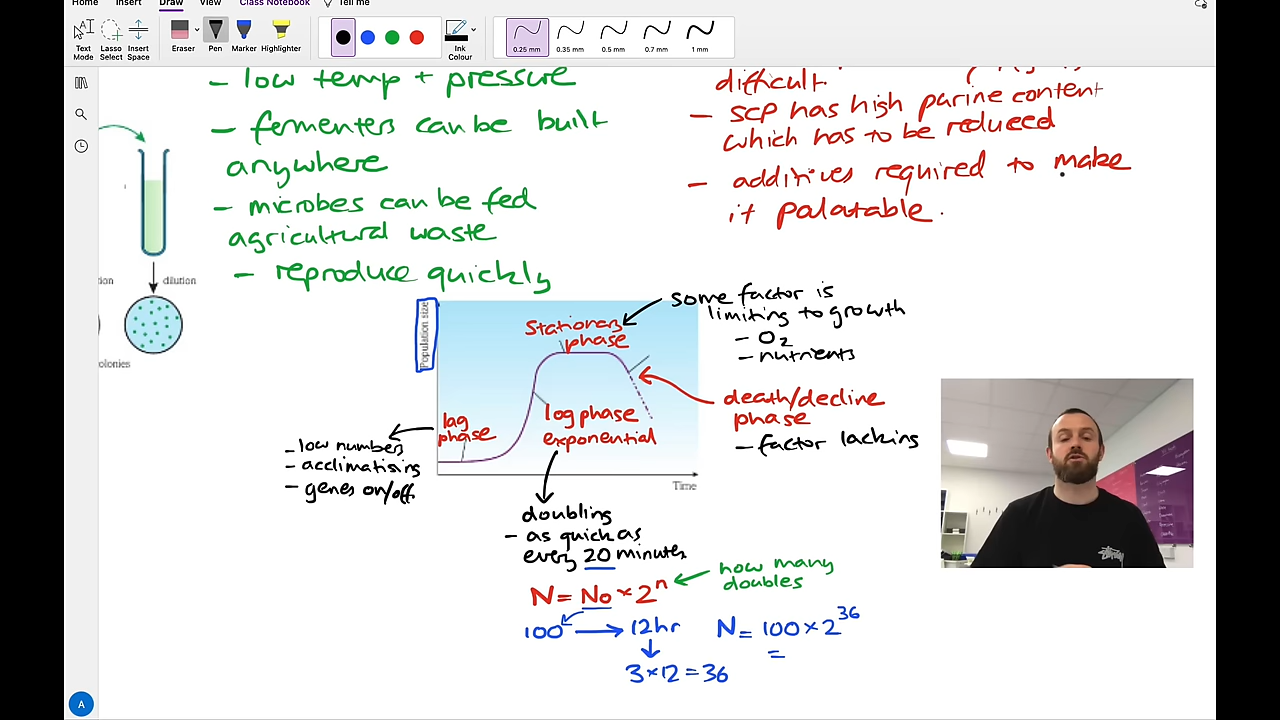 Home Insert Draw View Class Notebook Tell me
Text Mode
Lasso Select
Insert Space
Eraser
Pen
Marker
Highlighter
Ink Colour
0.25 mm
0.35 mm
0.5 mm
0.7 mm
1 mm
- low temp + pressure
- fermenters can be built
anywhere
- microbes can be fed
agricultural waste
- reproduce quickly
difficult.
- SCP has high purine content
which has to be reduced
- additives required to make
it palatable.
dilution
Population size
Time
Stationary
phase
some factor is
limiting to growth
- O2
- nutrients
lag
phase
log phase
exponential
death/decline
phase
- factor lacking
- low numbers
- acclimatising
- genes on/off
doubling
- as quick as
every 20 minutes
N = No × 2ⁿ
how many
doubles
100 → 12hr
3 × 12 = 36
N = 100 × 2³⁶
=
STUSSY
A